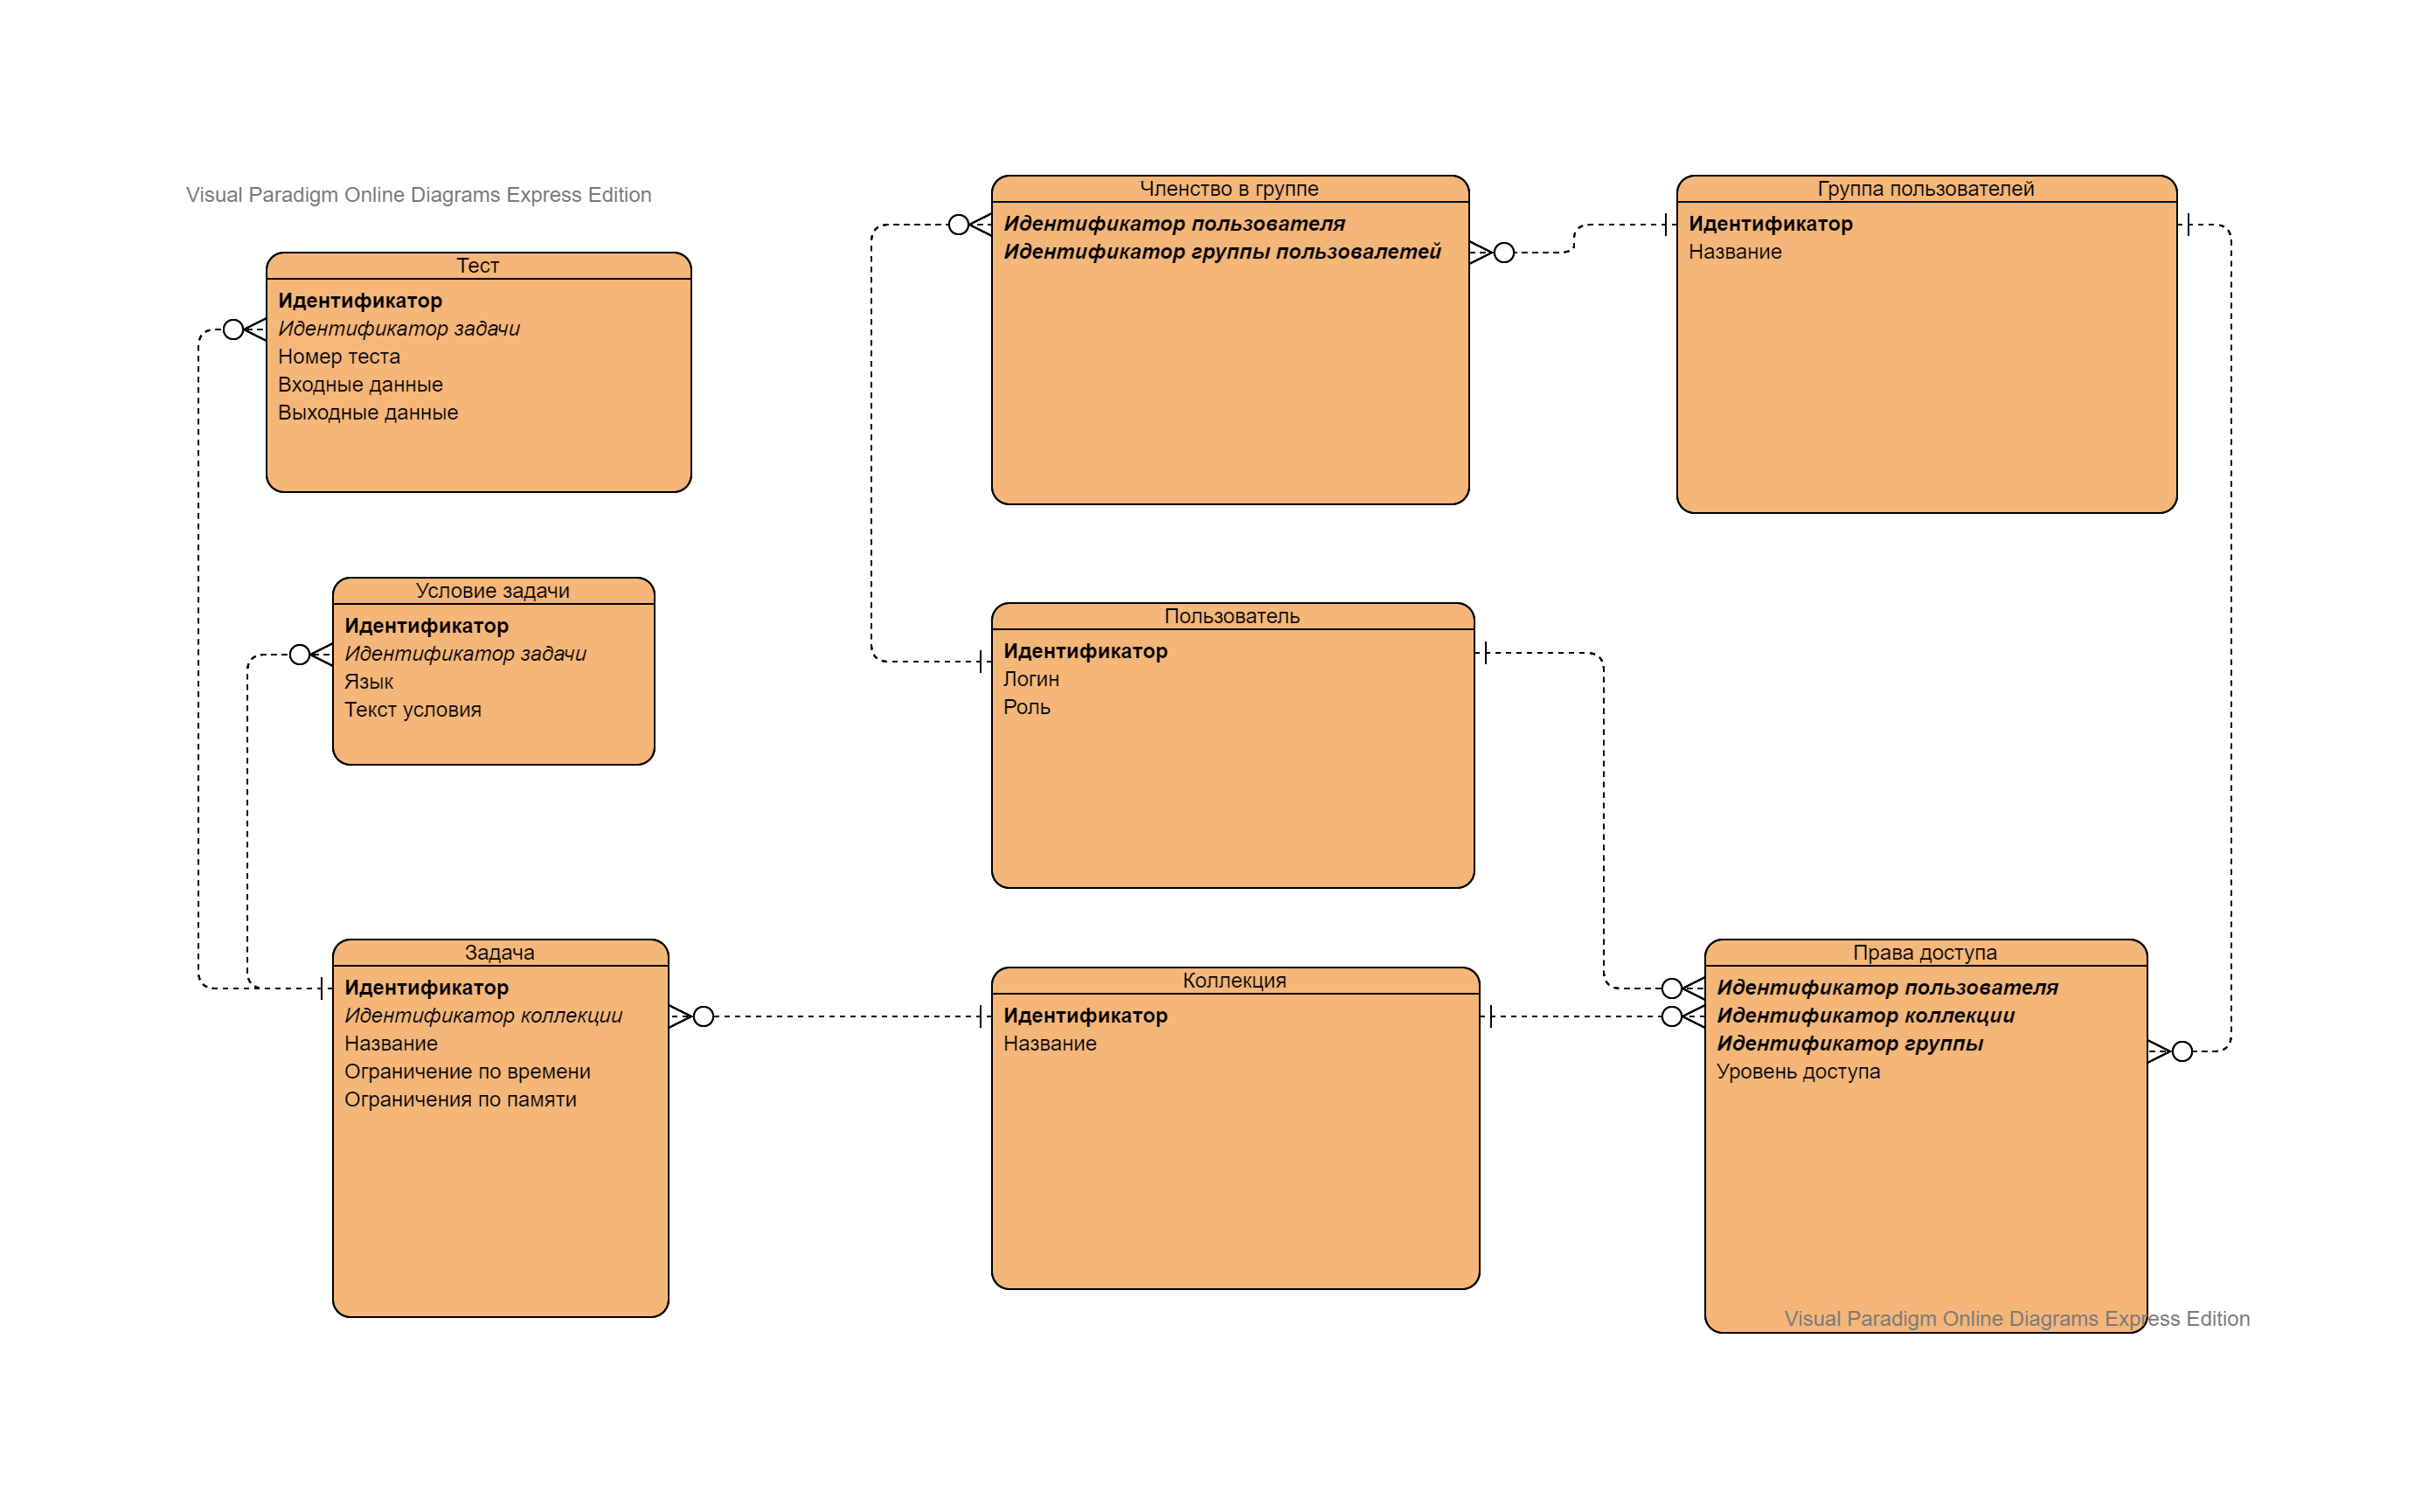 Visual Paradigm Online Diagrams Express Edition
Тест
Идентификатор
Идентификатор задачи
Номер теста
Входные данные
Выходные данные
Условие задачи
Идентификатор
Идентификатор задачи
Язык
Текст условия
Задача
Идентификатор
Идентификатор коллекции
Название
Ограничение по времени
Ограничения по памяти
Членство в группе
Идентификатор пользователя
Идентификатор группы пользовалетей
Пользователь
Идентификатор
Логин
Роль
Коллекция
Идентификатор
Название
Группа пользователей
Идентификатор
Название
Права доступа
Идентификатор пользователя
Идентификатор коллекции
Идентификатор группы
Уровень доступа
Visual Paradigm Online Diagrams Express Edition